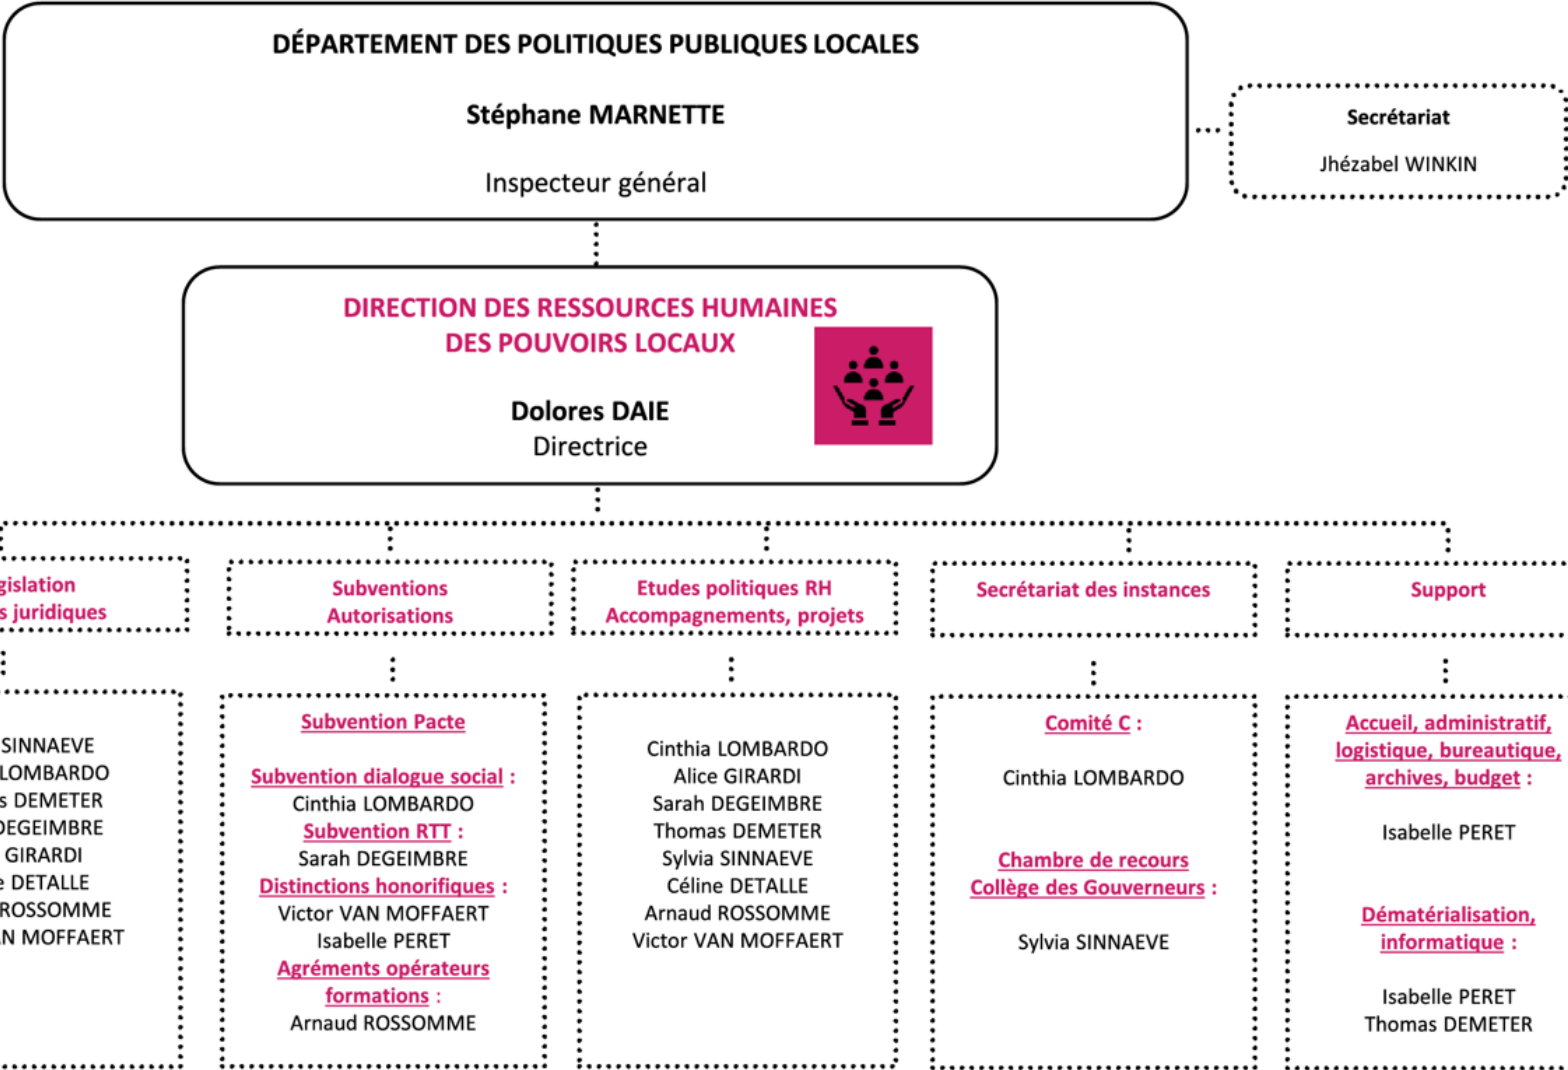 DÉPARTEMENT DES POLITIQUES PUBLIQUES LOCALES
Stéphane MARNETTE
Inspecteur général
Secrétariat
Jhézabel WINKIN
DIRECTION DES RESSOURCES HUMAINES
DES POUVOIRS LOCAUX
Dolores DAIE
Directrice
gislation
s juridiques
SINNAEVE
LOMBARDO
s DEMETER
DEGEIMBRE
GIRARDI
e DETALLE
ROSSOMME
AN MOFFAERT
Subventions
Autorisations
Subvention Pacte
Subvention dialogue social :
Cinthia LOMBARDO
Subvention RTT :
Sarah DEGEIMBRE
Distinctions honorifiques :
Victor VAN MOFFAERT
Isabelle PERET
Agréments opérateurs
formations :
Arnaud ROSSOMME
Etudes politiques RH
Accompagnements, projets
Cinthia LOMBARDO
Alice GIRARDI
Sarah DEGEIMBRE
Thomas DEMETER
Sylvia SINNAEVE
Céline DETALLE
Arnaud ROSSOMME
Victor VAN MOFFAERT
Secrétariat des instances
Comité C :
Cinthia LOMBARDO
Chambre de recours
Collège des Gouverneurs :
Sylvia SINNAEVE
Support
Accueil, administratif,
logistique, bureautique,
archives, budget :
Isabelle PERET
Dématérialisation,
informatique :
Isabelle PERET
Thomas DEMETER